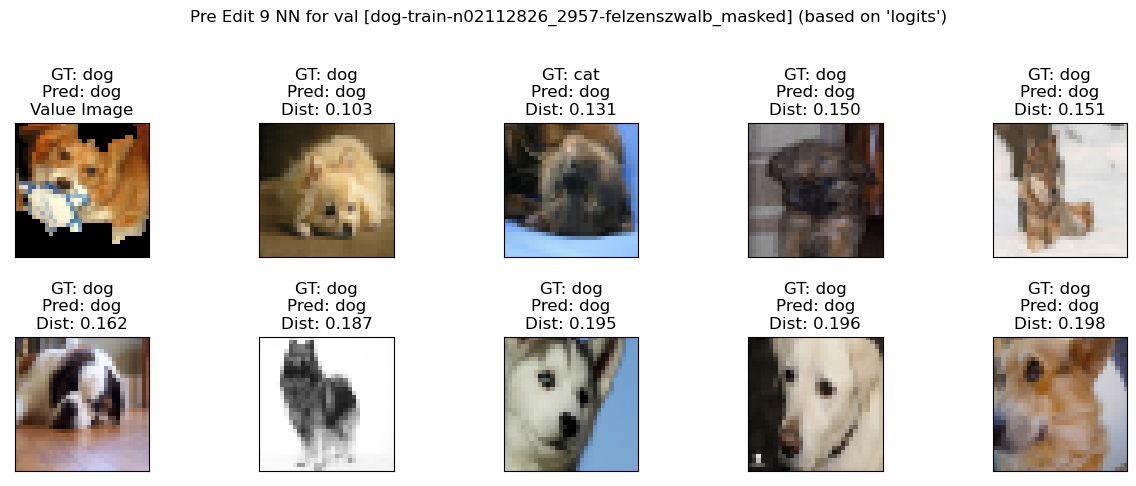 Pre Edit 9 NN for val [dog-train-n02112826_2957-felzenszwalb_masked] (based on 'logits')
GT: dog
Pred: dog
Value Image
GT: dog
Pred: dog
Dist: 0.103
GT: cat
Pred: dog
Dist: 0.131
GT: dog
Pred: dog
Dist: 0.150
GT: dog
Pred: dog
Dist: 0.151
GT: dog
Pred: dog
Dist: 0.162
GT: dog
Pred: dog
Dist: 0.187
GT: dog
Pred: dog
Dist: 0.195
GT: dog
Pred: dog
Dist: 0.196
GT: dog
Pred: dog
Dist: 0.198